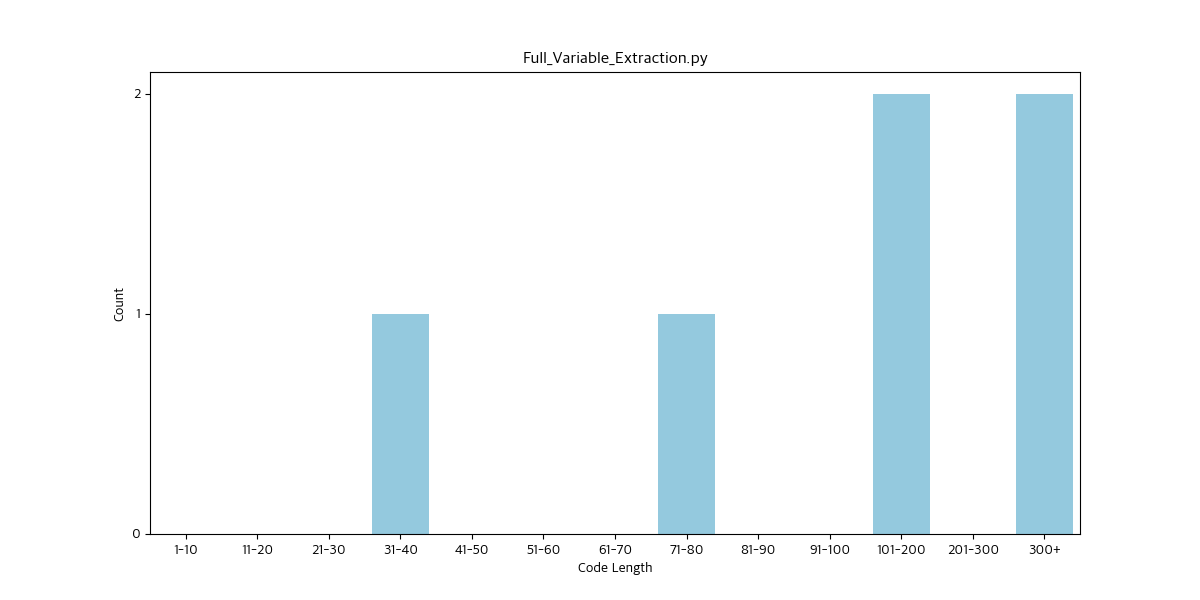 Full_Variable_Extraction.py
2
1
0
Count
1-10 11-20 21-30 31-40 41-50 51-60 61-70 71-80 81-90 91-100 101-200 201-300 300+
Code Length